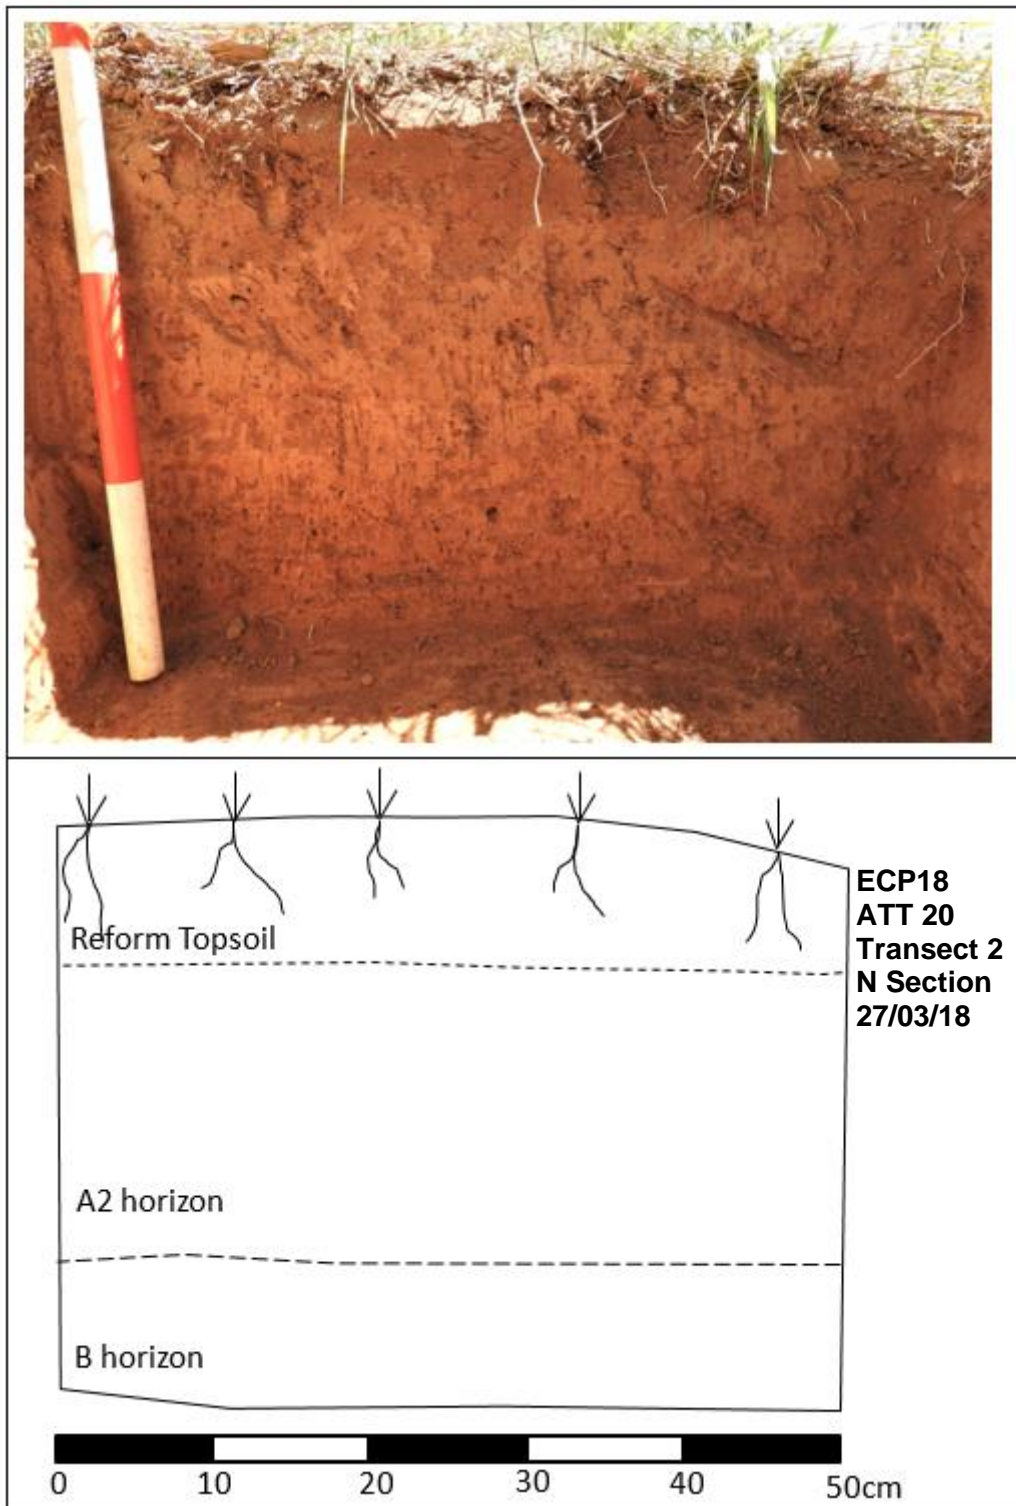 Reform Topsoil
ECP18
ATT 20
Transect 2
N Section
27/03/18
A2 horizon
B horizon
0 10 20 30 40 50cm